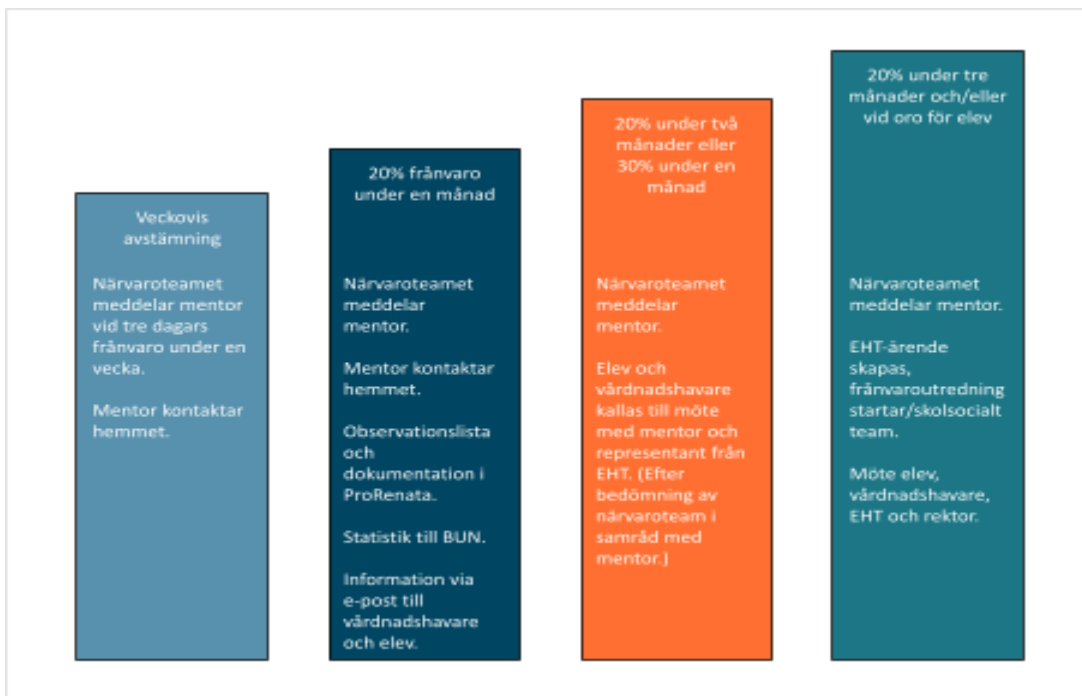 Veckovis
avstämning
Närvaroteamet
meddelar mentor
vid tre dagars
frånvaro under en
vecka.
Mentor kontaktar
hemmet.
20% frånvaro
under en månad
Närvaroteamet
meddelar
mentor.
Mentor kontaktar
hemmet.
Observationslista
och
dokumentation i
ProRenata.
Statistik till BUN.
Information via
e-post till
vårdnadshavare
och elev.
20% under två
månader eller
30% under en
månad
Närvaroteamet
meddelar
mentor.
Elev och
vårdnadshavare
kallas till möte
med mentor och
representant från
EHT. (Efter
bedömning av
närvaroteam i
samråd med
mentor.)
20% under tre
månader och/eller
vid oro för elev
Närvaroteamet
meddelar mentor.
EHT-ärende
skapas,
frånvaroutredning
startar/skolsocialt
team.
Möte elev,
vårdnadshavare,
EHT och rektor.